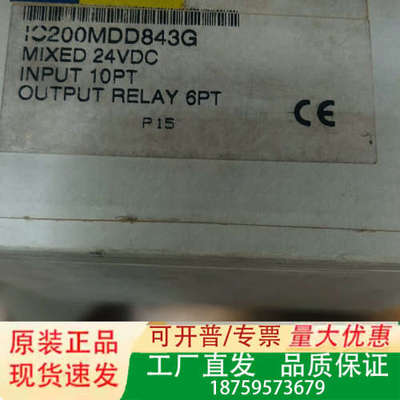 IC200MDD843G
MIXED 24VDC
INPUT 10PT
OUTPUT RELAY 6PT
P15
CE
原装正品
现货速发
可开普/专票
量大优惠
工厂直发 品质保证
18759573679